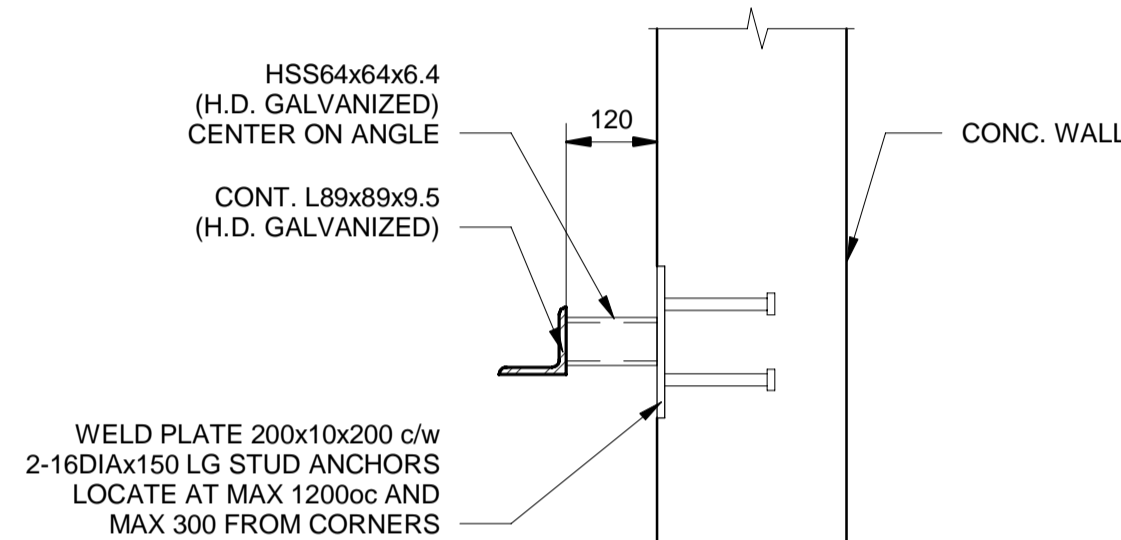 HSS64x64x6.4
(H.D. GALVANIZED)
CENTER ON ANGLE
120
CONC. WALL
CONT. L89x89x9.5
(H.D. GALVANIZED)
WELD PLATE 200x10x200 c/w
2-16DIAx150 LG STUD ANCHORS
LOCATE AT MAX 1200oc AND
MAX 300 FROM CORNERS